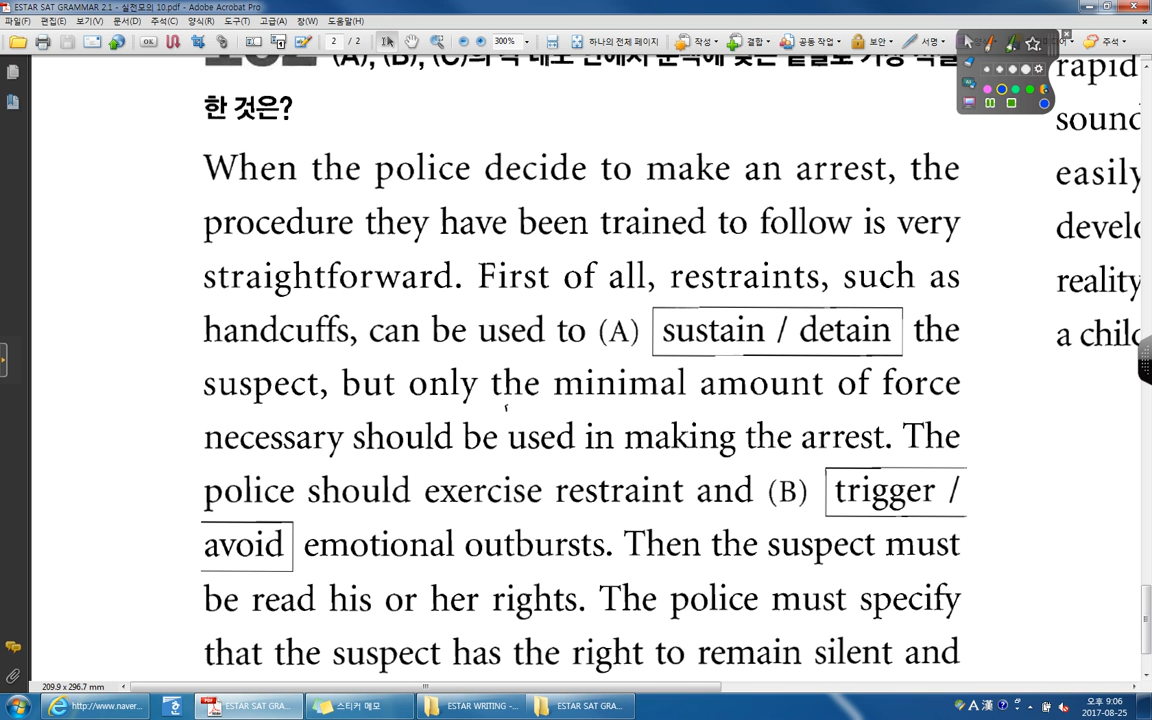 ESTAR SAT GRAMMAR 2.1 - 실전모의 10.pdf - Adobe Acrobat Pro
파일(F) 편집(E) 보기(V) 문서(D) 주석(C) 양식(R) 도구(T) 고급(A) 창(W) 도움말(H)
2 / 2 300% 하나의 전체 페이지 작성 결합 공동 작업 보안 서명 주석
한 것은?
When the police decide to make an arrest, the
procedure they have been trained to follow is very
straightforward. First of all, restraints, such as
handcuffs, can be used to (A) sustain / detain the
suspect, but only the minimal amount of force
necessary should be used in making the arrest. The
police should exercise restraint and (B) trigger /
avoid emotional outbursts. Then the suspect must
be read his or her rights. The police must specify
that the suspect has the right to remain silent and
rapid
sound
easily
develo
reality
a chil
209.9 x 296.7 mm
http://www.naver... ESTAR SAT GRA... 스티커 메모 ESTAR WRITING -... ESTAR SAT GRA... A 漢 오후 9:06
2017-08-25